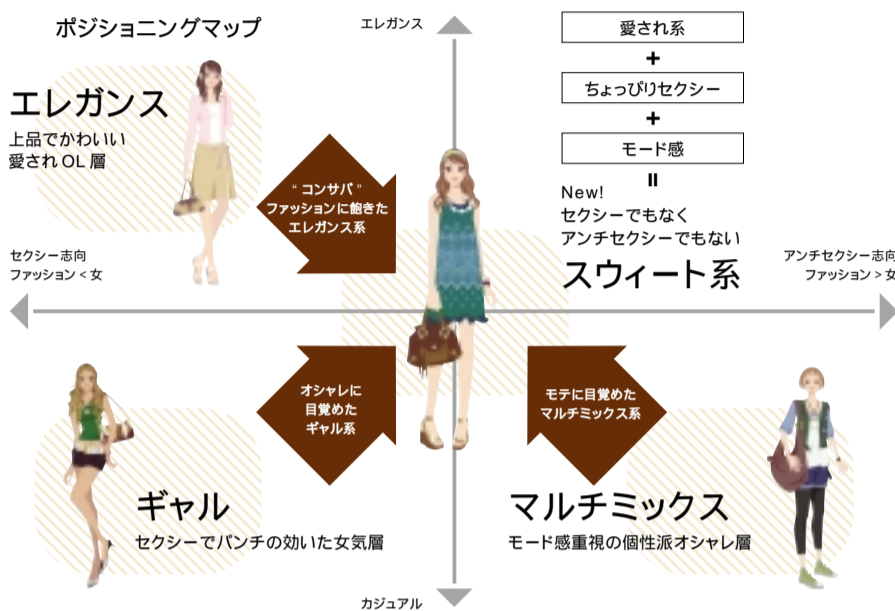 ポジショニングマップ
エレガンス
エレガンス
上品でかわいい
愛され OL 層
愛され系
+
ちょっぴりセクシー
+
モード感
=
New!
セクシーでもなく
アンチセクシーでもない
スウィート系
“コンサバ”
ファッションに飽きた
エレガンス系
セクシー志向
ファッション < 女
アンチセクシー志向
ファッション > 女
オシャレに
目覚めた
ギャル系
モテに目覚めた
マルチミックス系
ギャル
セクシーでパンチの効いた女気層
マルチミックス
モード感重視の個性派オシャレ層
カジュアル